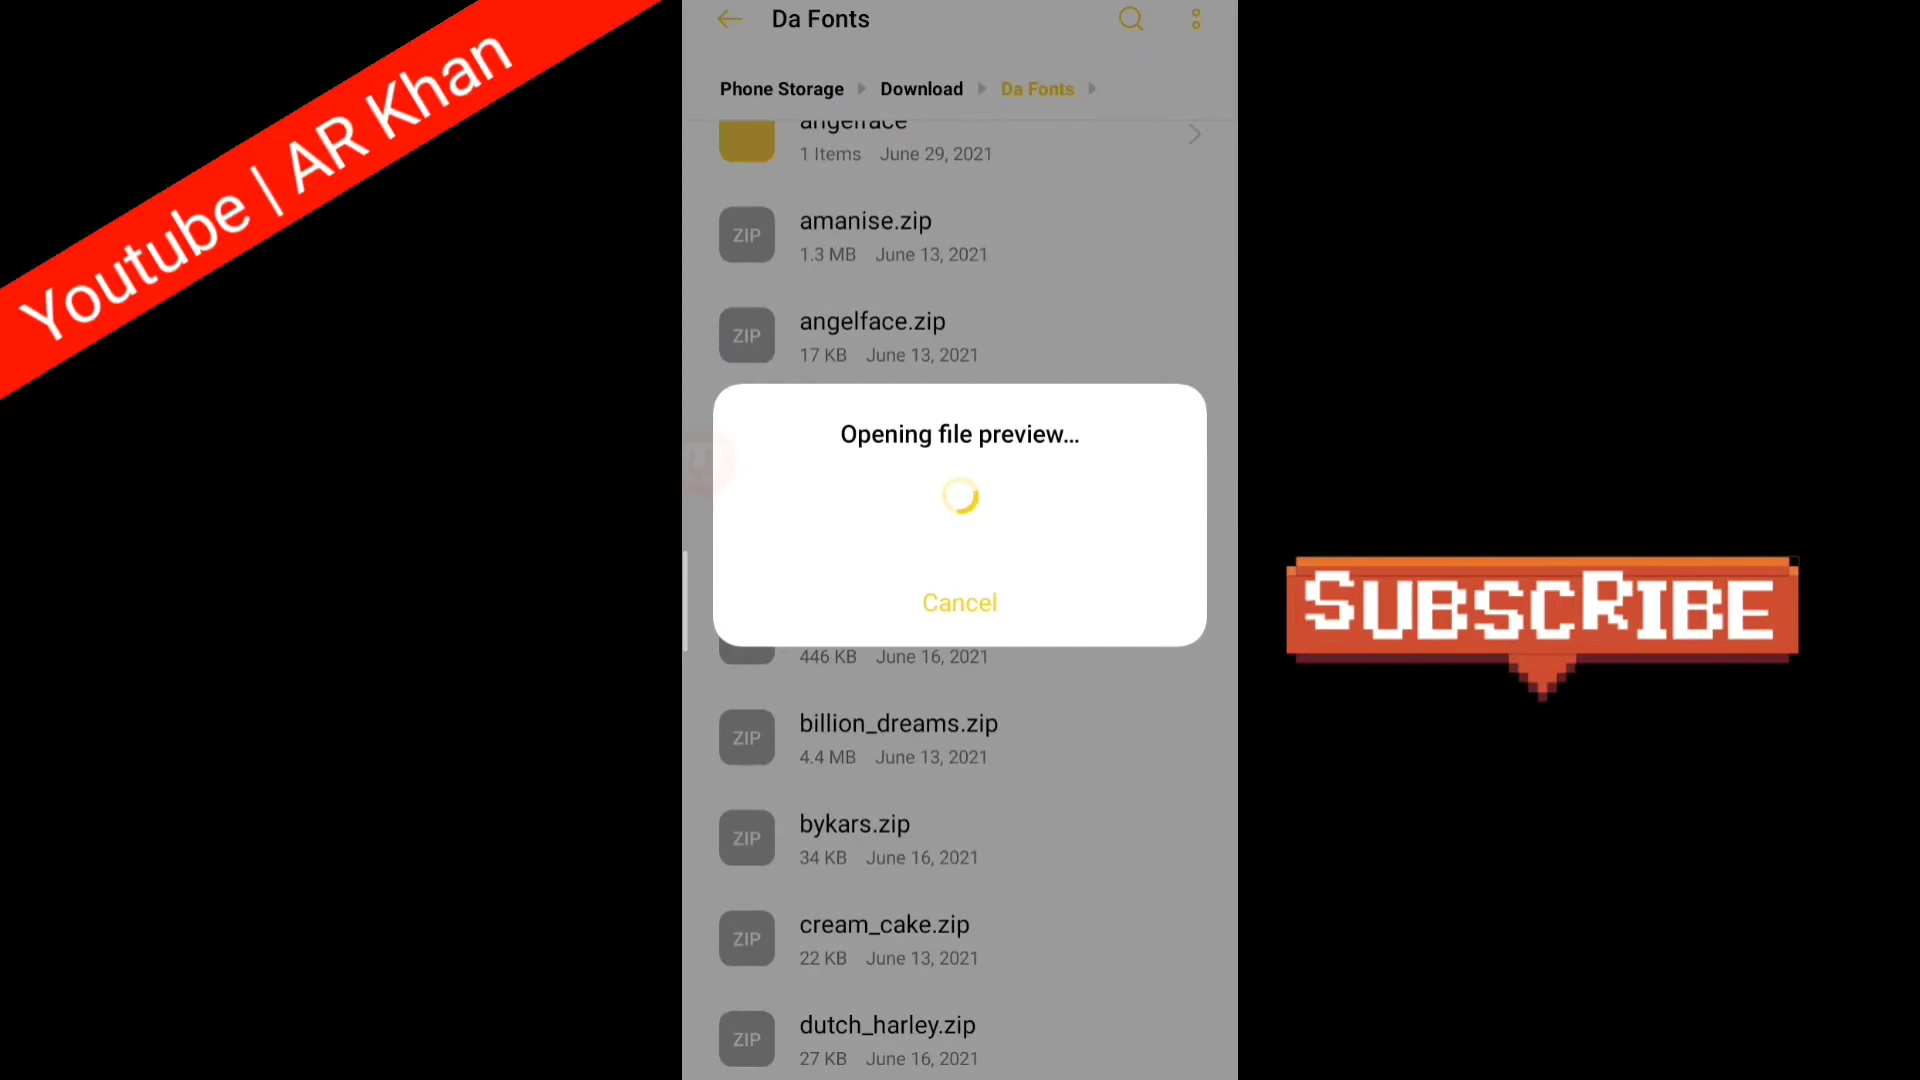 Youtube | AR Khan
Da Fonts
Phone Storage Download Da Fonts
angelface
1 Items June 29, 2021
ZIP
amanise.zip
1.3 MB June 13, 2021
ZIP
angelface.zip
17 KB June 13, 2021
Opening file preview...
Cancel
446 KB June 16, 2021
ZIP
billion_dreams.zip
4.4 MB June 13, 2021
ZIP
bykars.zip
34 KB June 16, 2021
ZIP
cream_cake.zip
22 KB June 13, 2021
ZIP
dutch_harley.zip
27 KB June 16, 2021
SUBSCRIBE